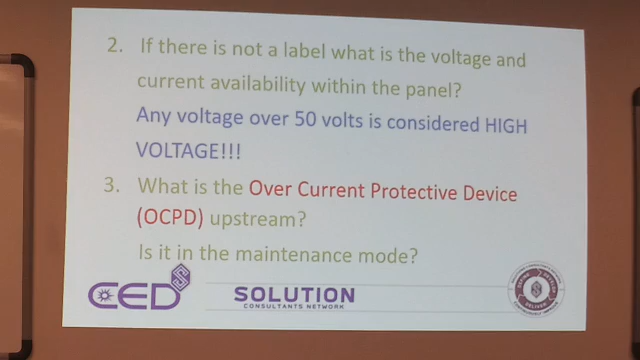 2. If there is not a label what is the voltage and
current availability within the panel?
Any voltage over 50 volts is considered HIGH
VOLTAGE!!!
3. What is the Over Current Protective Device
(OCPD) upstream?
Is it in the maintenance mode?
CED
SOLUTION
CONSULTANTS NETWORK